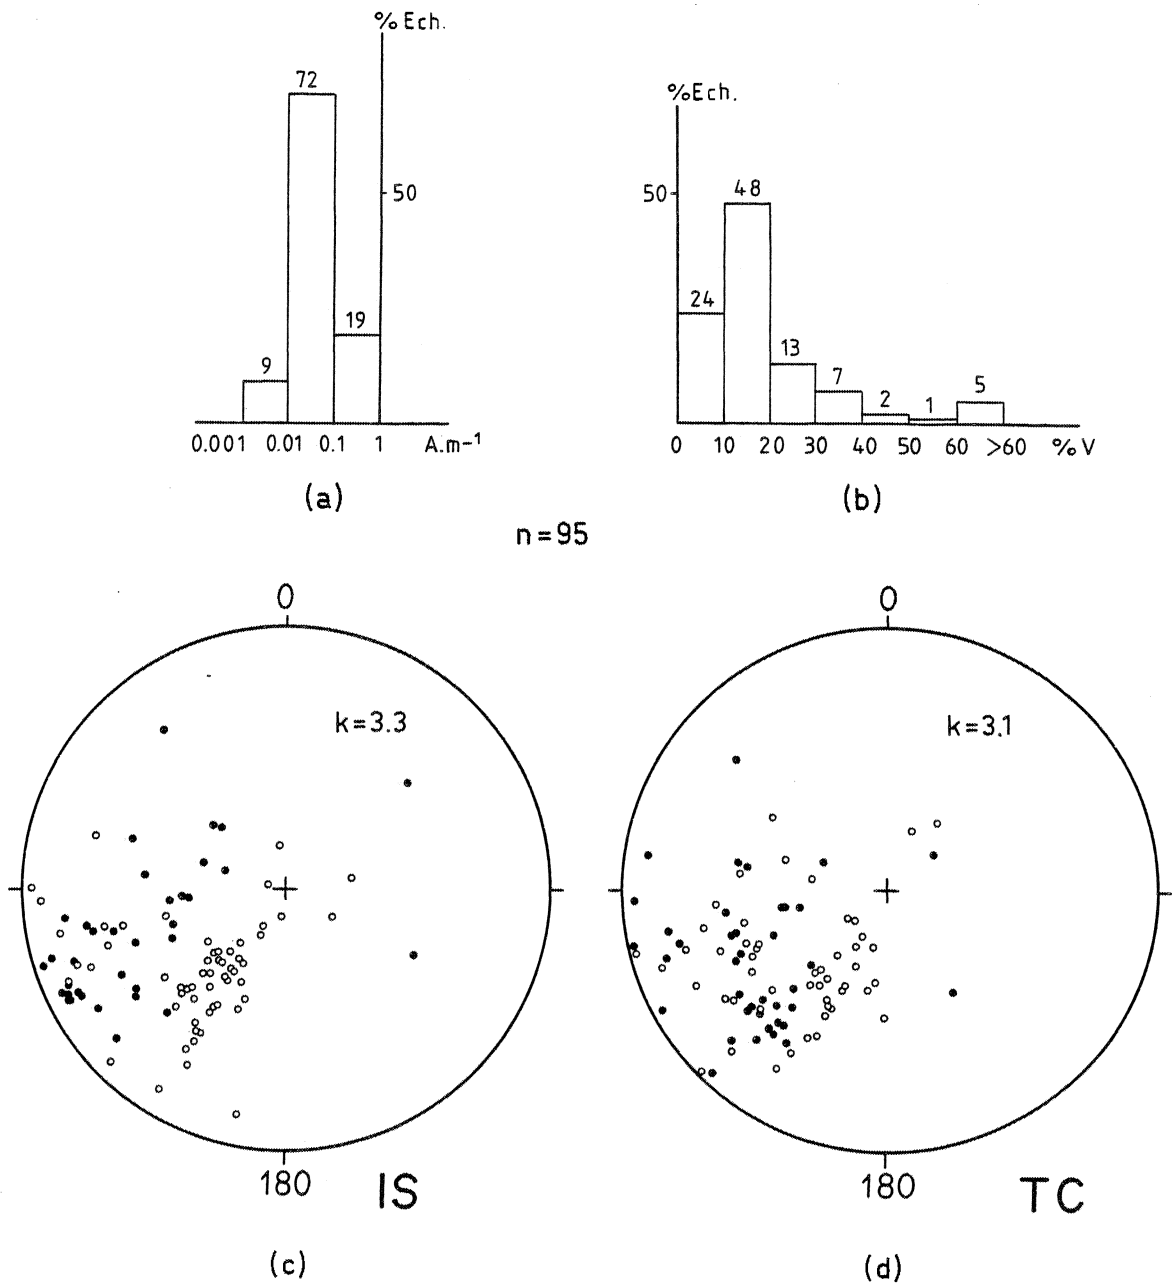 % Ech.
72
50
19
9
0.001 0.01 0.1 1 A.m⁻¹
(a)
% Ech.
50
48
24
13
7
2
1
5
0 10 20 30 40 50 60 >60 % V
(b)
n=95
0
k=3.3
180
IS
(c)
0
k=3.1
180
TC
(d)